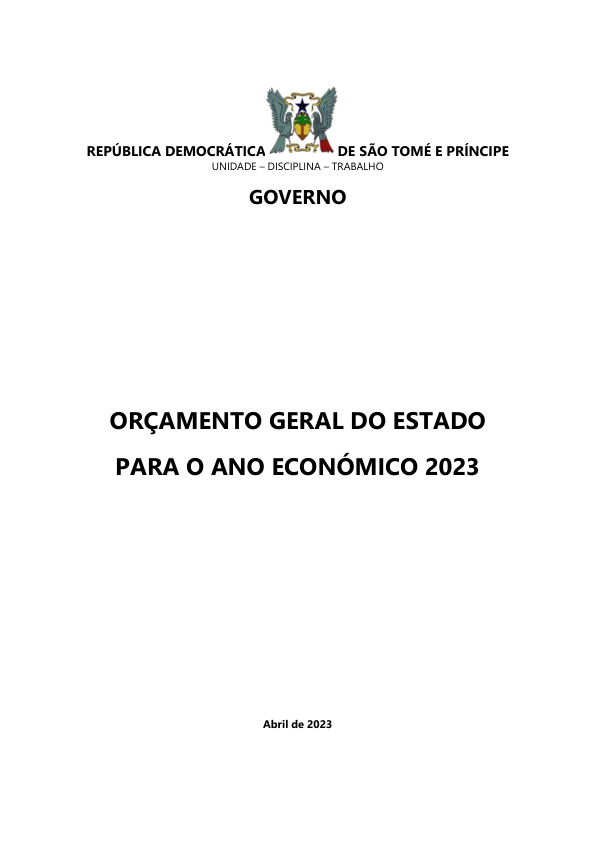 REPÚBLICA DEMOCRÁTICA DE SÃO TOMÉ E PRÍNCIPE
UNIDADE – DISCIPLINA – TRABALHO
GOVERNO
ORÇAMENTO GERAL DO ESTADO
PARA O ANO ECONÓMICO 2023
Abril de 2023